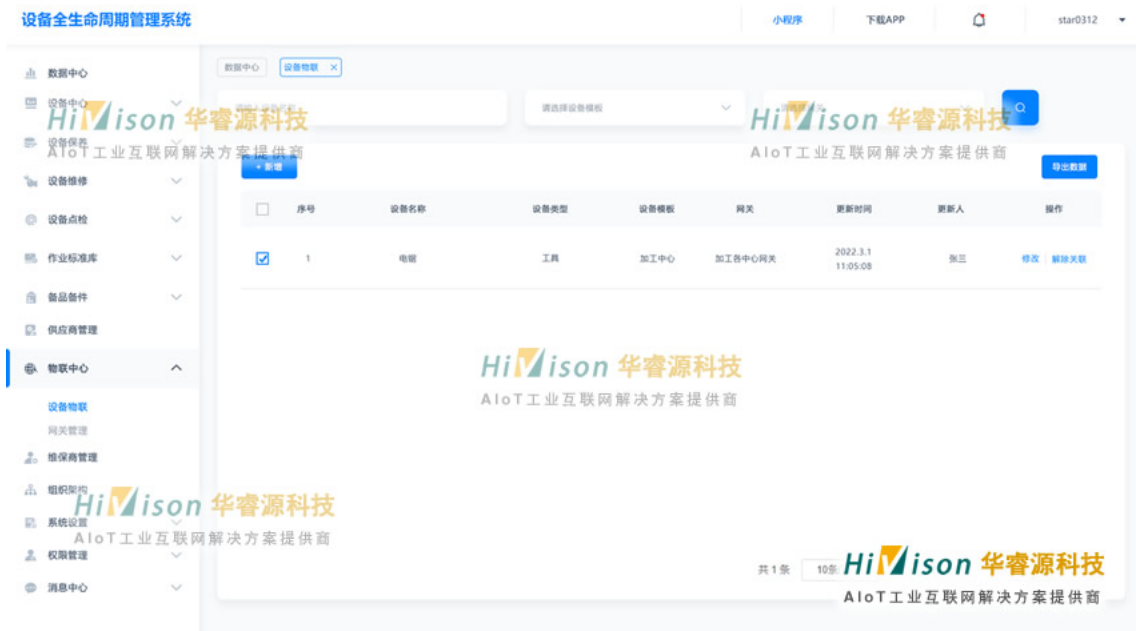 设备全生命周期管理系统
小程序
下载APP
star0312
数据中心
设备中心
设备保养
设备维修
设备点检
作业标准库
备品备件
供应商管理
物联中心
设备物联
网关管理
维保商管理
组织架构
系统设置
权限管理
消息中心
数据中心
设备物联 ×
请输入设备名称
请选择设备模板
+ 新增
导出数据
序号 设备名称 设备类型 设备模板 网关 更新时间 更新人 操作
1 电锯 工具 加工中心 加工各中心网关 2022.3.1 张三 修改 解除关联
11:05:08
共1条
10条
HiVison 华睿源科技
AIoT工业互联网解决方案提供商
HiVison 华睿源科技
AIoT工业互联网解决方案提供商
HiVison 华睿源科技
AIoT工业互联网解决方案提供商
HiVison 华睿源科技
AIoT工业互联网解决方案提供商
HiVison 华睿源科技
AIoT工业互联网解决方案提供商